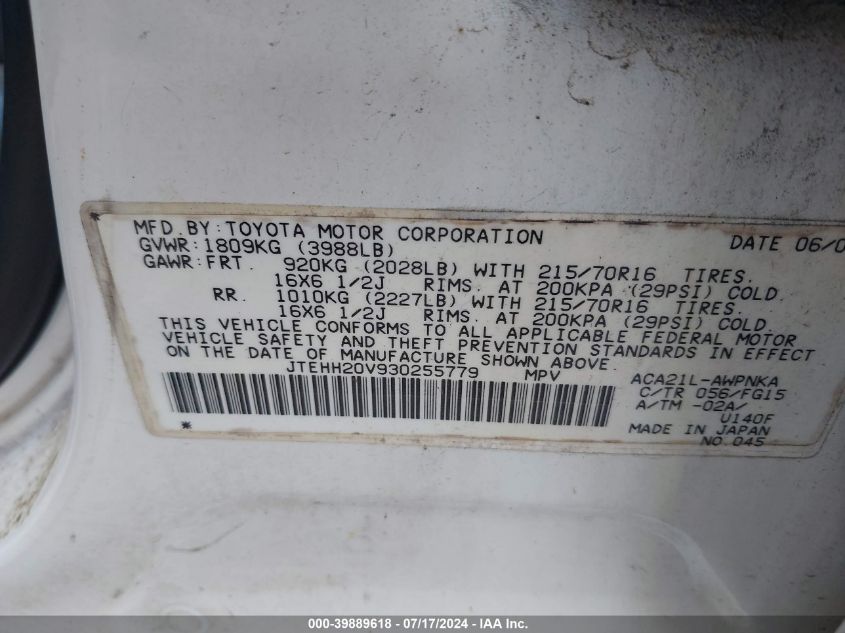 MFD.BY:TOYOTA MOTOR CORPORATION DATE 06/0
GVWR:1809KG (3988LB)
GAWR:FRT. 920KG (2028LB) WITH 215/70R16 TIRES.
16X6 1/2J RIMS. AT 200KPA (29PSI) COLD.
RR. 1010KG (2227LB) WITH 215/70R16 TIRES.
16X6 1/2J RIMS. AT 200KPA (29PSI) COLD.
THIS VEHICLE CONFORMS TO ALL APPLICABLE FEDERAL MOTOR
VEHICLE SAFETY AND THEFT PREVENTION STANDARDS IN EFFECT
ON THE DATE OF MANUFACTURE SHOWN ABOVE.
JTEHH20V930255779 MPV ACA21L-AWPNKA
C/TR 056/FG15
A/TM -02A/
U140F
* MADE IN JAPAN
NO.045
000-39889618 - 07/17/2024 - IAA Inc.